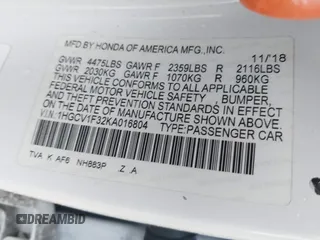 MFD.BY HONDA OF AMERICA MFG.,INC. 11/18
GVWR 4475LBS GAWR F 2359LBS R 2116LBS
GVWR 2030KG GAWR F 1070KG R 960KG
THIS VEHICLE CONFORMS TO ALL APPLICABLE
FEDERAL MOTOR VEHICLE SAFETY, BUMPER,
AND THEFT PREVENTION STANDARDS IN EFFECT
ON THE DATE OF MANUFACTURE SHOWN ABOVE.
V.I.N.:1HGCV1F32KA016804 TYPE:PASSENGER CAR
TVA K AF6 NH883P Z A
DREAMBID